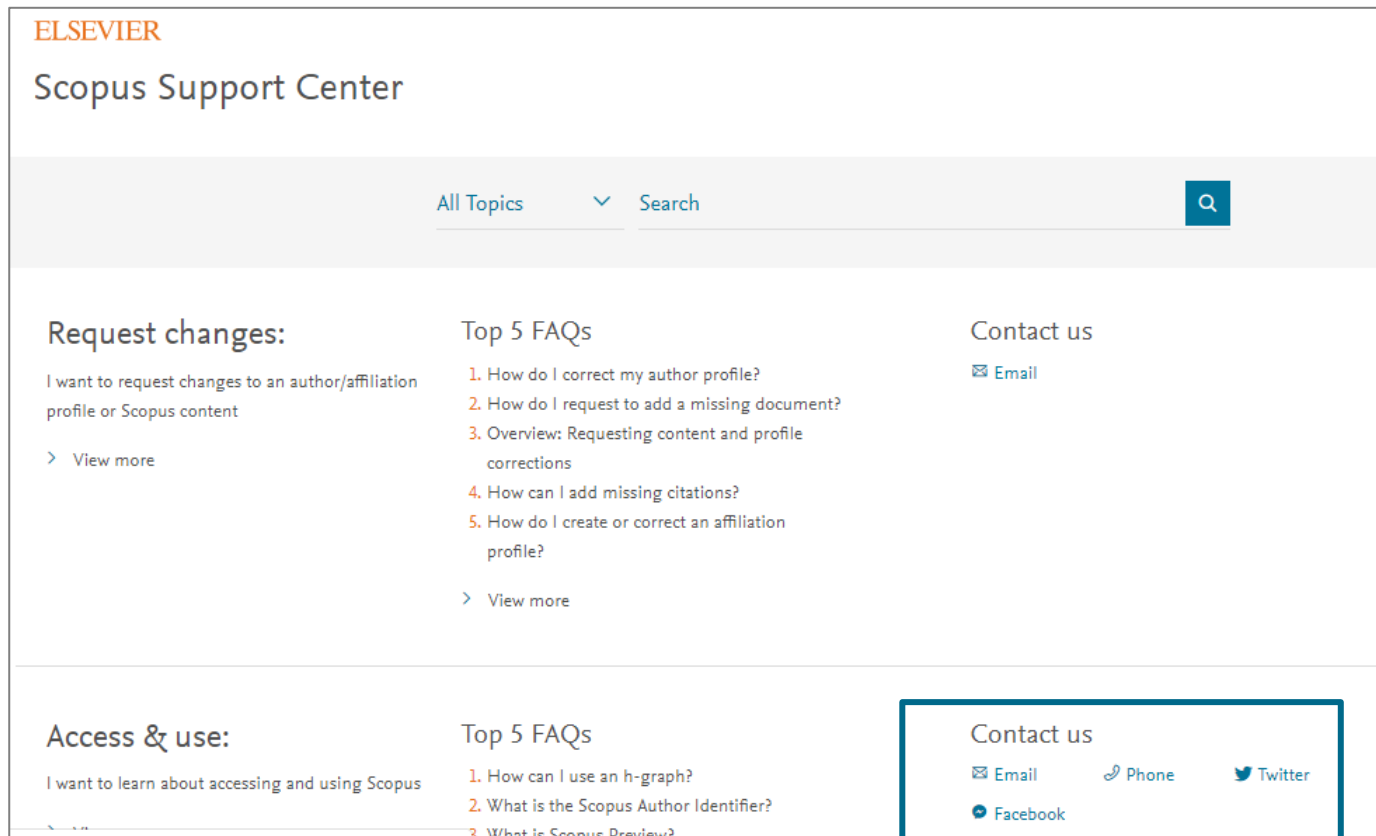 ELSEVIER
Scopus Support Center
All Topics
Search
Request changes:
I want to request changes to an author/affiliation
profile or Scopus content
View more
Top 5 FAQs
1. How do I correct my author profile?
2. How do I request to add a missing document?
3. Overview: Requesting content and profile
corrections
4. How can I add missing citations?
5. How do I create or correct an affiliation
profile?
View more
Contact us
Email
Access & use:
I want to learn about accessing and using Scopus
Top 5 FAQs
1. How can I use an h-graph?
2. What is the Scopus Author Identifier?
3. What is Scopus Preview?
Contact us
Email
Phone
Twitter
Facebook